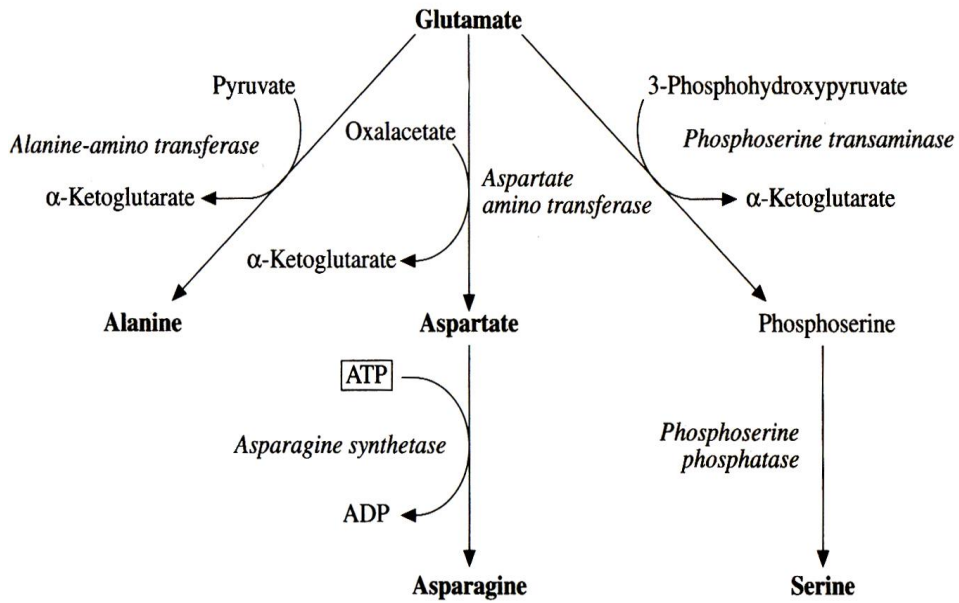 Glutamate
Pyruvate
3-Phosphohydroxypyruvate
Oxalacetate
Alanine-amino transferase
Phosphoserine transaminase
Aspartate
amino transferase
α-Ketoglutarate
α-Ketoglutarate
α-Ketoglutarate
Alanine
Aspartate
Phosphoserine
ATP
Asparagine synthetase
Phosphoserine
phosphatase
ADP
Asparagine
Serine